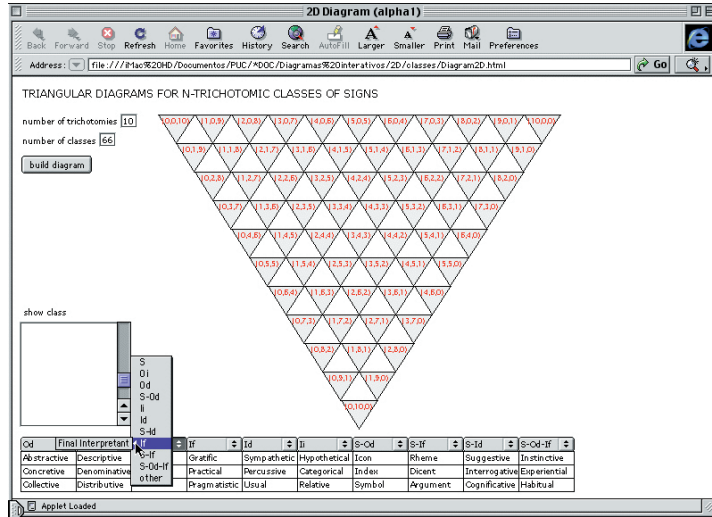 2D Diagram (alpha1)
Back Forward Stop Refresh Home Favorites History Search AutoFill Larger Smaller Print Mail Preferences
Address: file:///iMac%20HD/Documentos/PUC/*DOC/Diagramas%20interativos/2D/classes/Diagram2D.html Go
TRIANGULAR DIAGRAMS FOR N-TRICHOTOMIC CLASSES OF SIGNS
number of trichotomies 10
number of classes 66
build diagram
(0,0,10) (1,0,9) (2,0,8) (3,0,7) (4,0,6) (5,0,5) (6,0,4) (7,0,3) (8,0,2) (9,0,1) (10,0,0)
(0,1,9) (1,1,8) (2,1,7) (3,1,6) (4,1,5) (5,1,4) (6,1,3) (7,1,2) (8,1,1) (9,1,0)
(0,2,8) (1,2,7) (2,2,6) (3,2,5) (4,2,4) (5,2,3) (6,2,2) (7,2,1) (8,2,0)
(0,3,7) (1,3,6) (2,3,5) (3,3,4) (4,3,3) (5,3,2) (6,3,1) (7,3,0)
(0,4,6) (1,4,5) (2,4,4) (3,4,3) (4,4,2) (5,4,1) (6,4,0)
(0,5,5) (1,5,4) (2,5,3) (3,5,2) (4,5,1) (5,5,0)
(0,6,4) (1,6,3) (2,6,2) (3,6,1) (4,6,0)
(0,7,3) (1,7,2) (2,7,1) (3,7,0)
(0,8,2) (1,8,1) (2,8,0)
(0,9,1) (1,9,0)
(0,10,0)
show class
S
Oi
Od
S-Od
Ii
Id
S-Id
If
S-If
S-Od-If
other
Od Final Interpretant If Id Ii S-Od S-If S-Id S-Od-If
Abstractive Descriptive Gratific Sympathetic Hypothetical Icon Rheme Suggestive Instinctive
Concretive Denominative Practical Percussive Categorical Index Dicent Interrogative Experiential
Collective Distributive Pragmatistic Usual Relative Symbol Argument Cognificative Habitual
Applet Loaded